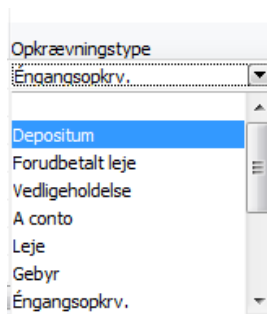 Opkrævningstype
Éngangsopkrv.
Depositum
Forudbetalt leje
Vedligeholdelse
A conto
Leje
Gebyr
Éngangsopkrv.